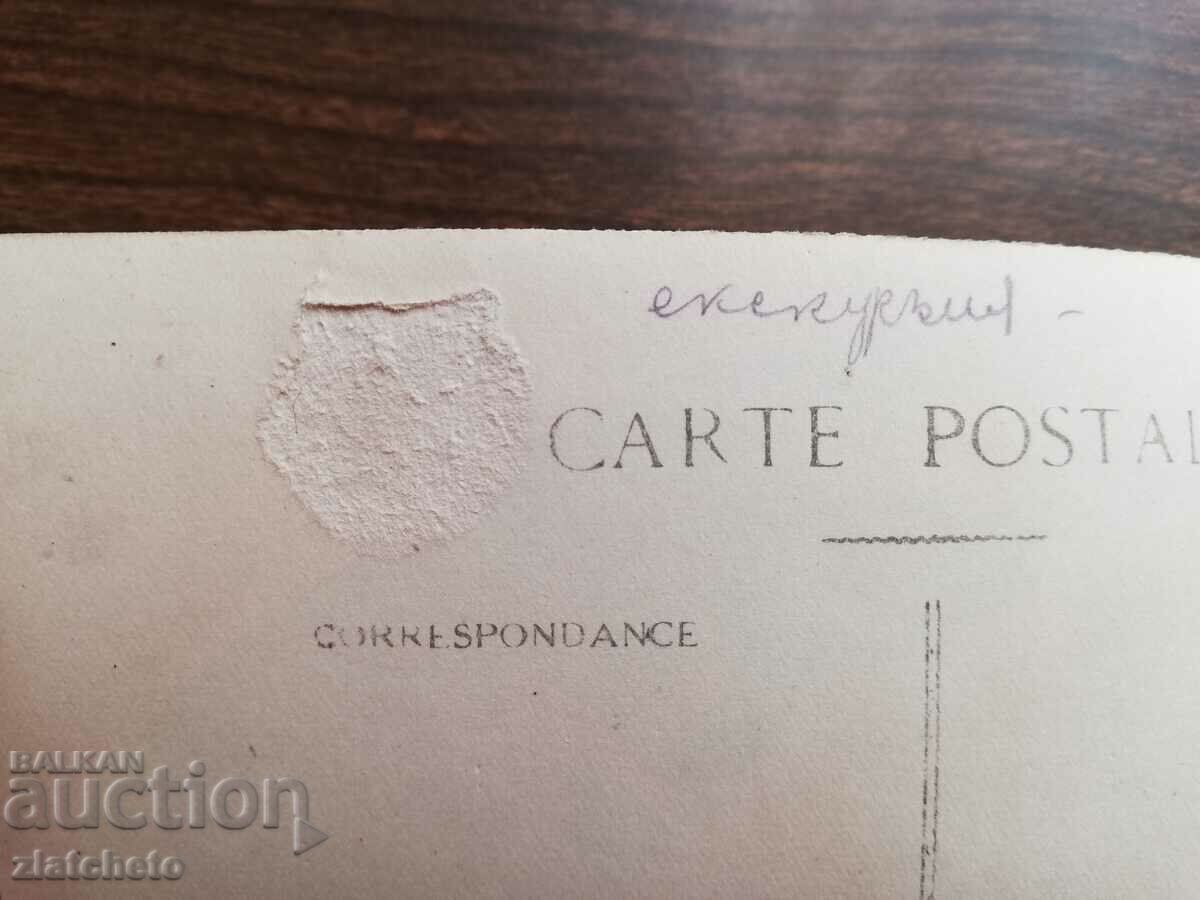 екскурзия -
CARTE POSTAL
CORRESPONDANCE
BALKAN
auction
zlatcheto